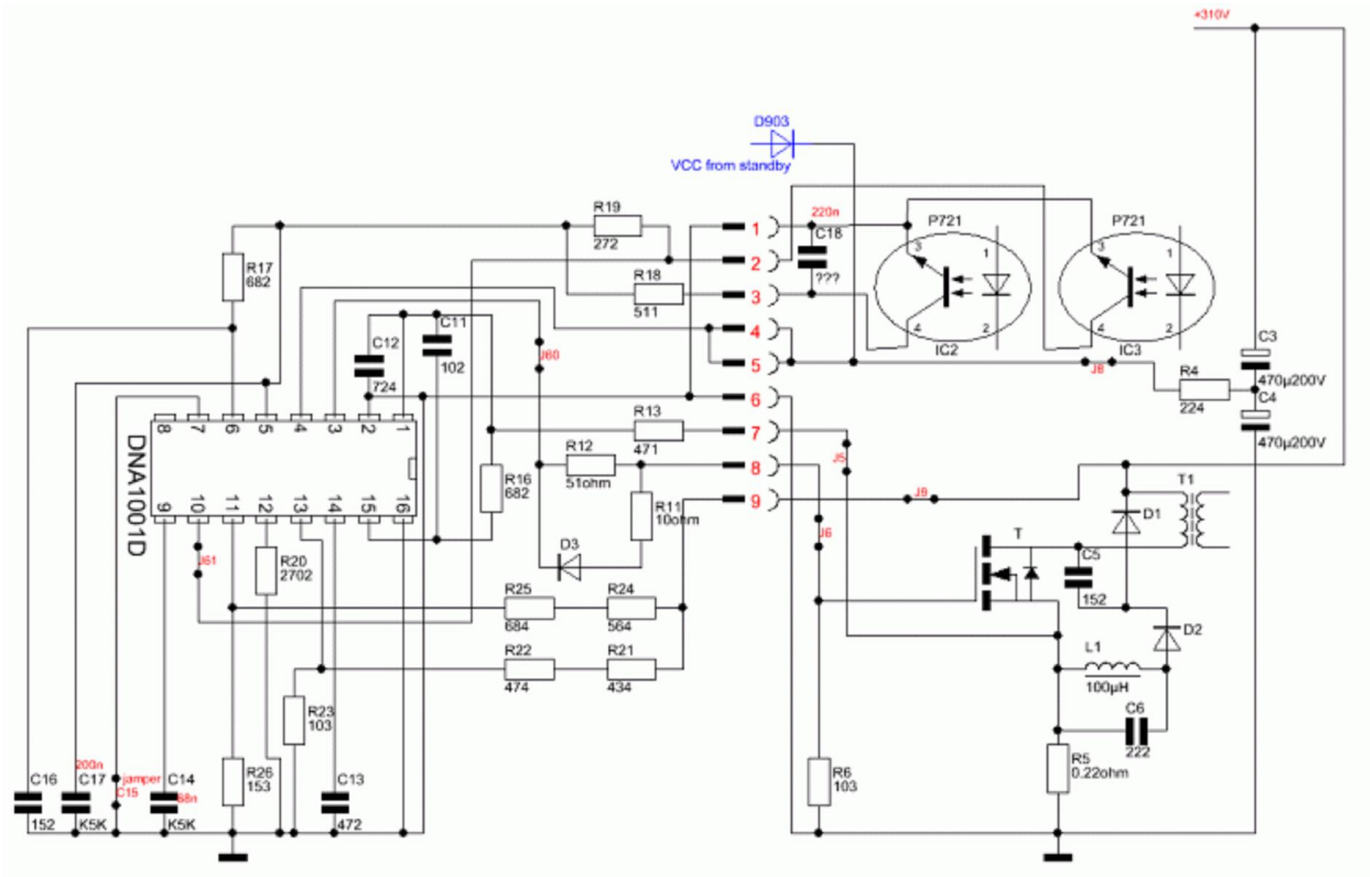 +310V
D903
VCC from standby
R19
272
1
220n
C18
???
P721
3
1
4
2
IC2
P721
3
1
4
2
IC3
R17
682
2
R18
511
3
C12
724
C11
102
J60
4
5
J8
R4
224
C3
470µ200V
C4
470µ200V
6
R13
471
7
J5
8 7 6 5 4 3 2 1
DNA1001D
9 10 11 12 13 14 15 16
R16
682
R12
51ohm
8
R11
10ohm
9
J9
J6
T1
D1
T
C5
152
J61
R20
2702
D3
R25
684
R24
564
D2
L1
100µH
R22
474
R21
434
R23
103
C6
222
C16
152
200n
C17
K5K
jamper
C15
C14
68n
K5K
R26
153
C13
472
R6
103
R5
0.22ohm